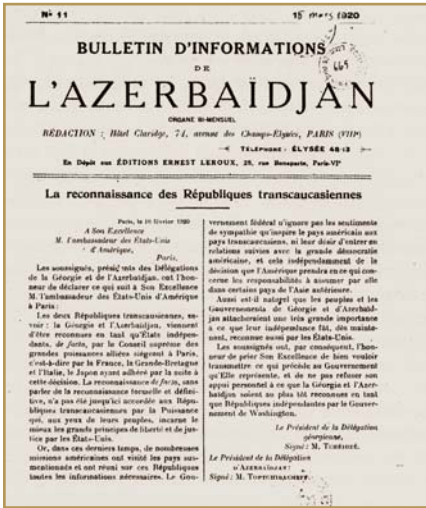 Nº 11
15 mars 1920
665
BULLETIN D'INFORMATIONS
DE
L'AZERBAÏDJAN
ORGANE BI-MENSUEL
RÉDACTION : Hôtel Claridge, 74, avenue des Champs-Élysées, PARIS (VIIIº)
TÉLÉPHONE : ÉLYSÉE 48-13
En Dépôt aux ÉDITIONS ERNEST LEROUX, 28, rue Bonaparte, Paris-VIº
La reconnaissance des Républiques transcaucasiennes
Paris, le 16 février 1920
A Son Excellence
M. l'ambassadeur des États-Unis
d'Amérique,
Paris.
Les soussignés, présidents des Délégations
de la Géorgie et de l'Azerbaïdjan, ont l'hon-
neur de déclarer ce qui suit à Son Excellence
M. l'ambassadeur des États-Unis d'Amérique
à Paris :
Les deux Républiques transcaucasiennes, sa-
voir : la Géorgie et l'Azerbaïdjan, viennent
d'être reconnues en tant qu'États indépen-
dants, de facto, par le Conseil suprême des
grandes puissances alliées siégeant à Paris,
c'est-à-dire par la France, la Grande-Bretagne
et l'Italie, le Japon ayant adhéré par la suite à
cette décision. La reconnaissance de facto, sans
parler de la reconnaissance formelle et défini-
tive, n'a pas été jusqu'ici accordée aux Répu-
bliques transcaucasiennes par la Puissance
qui, aux yeux de leurs peuples, incarne le
mieux les grands principes de liberté et de jus-
tice par les États-Unis.
Or, dans ces derniers temps, de nombreuses
missions américaines ont visité les pays sus-
mentionnés et ont réuni sur ces Républiques
toutes les informations nécessaires. Le Gou-
vernement fédéral n'ignore pas les sentiments
de sympathie qu'inspire le pays américain aux
pays transcaucasiens, ni leur désir d'entrer en
relations suivies avec la grande démocratie
américaine, et cela indépendamment de la
décision que l'Amérique prendra en ce qui con-
cerne les responsabilités à assumer par elle
dans certains pays de l'Asie antérieure.
Aussi est-il naturel que les peuples et les
Gouvernements de Géorgie et d'Azerbaïd-
jan attacheraient une très grande importance
à ce que leur indépendance fût, dès mainte-
nant, reconnue aussi par les États-Unis.
Les soussignés ont, par conséquent, l'hon-
neur de prier Son Excellence de bien vouloir
transmettre ce qui précède au Gouvernement
qu'Elle représente, et de ne pas refuser son
appui personnel à ce que la Géorgie et l'Azer-
baïdjan soient au plus tôt reconnus en tant
que Républiques indépendantes par le Gouver-
nement de Washington.
Le Président de la Délégation
géorgienne,
Signé : M. TCHÉIDZÉ.
Le Président de la Délégation
d'AZERBAÏDJAN :
Signé : M. TOPTCHIBACHEFF.